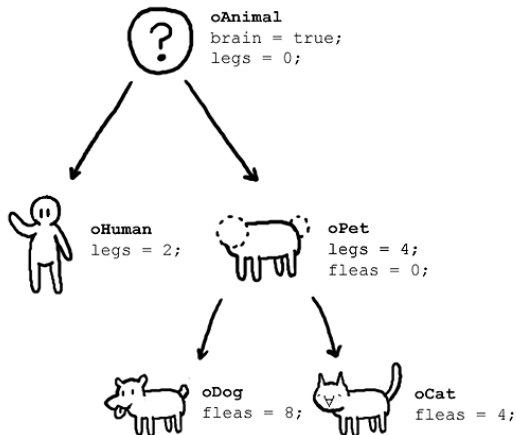 ?
oAnimal
brain = true;
legs = 0;
oHuman
legs = 2;
oPet
legs = 4;
fleas = 0;
oDog
fleas = 8;
oCat
fleas = 4;